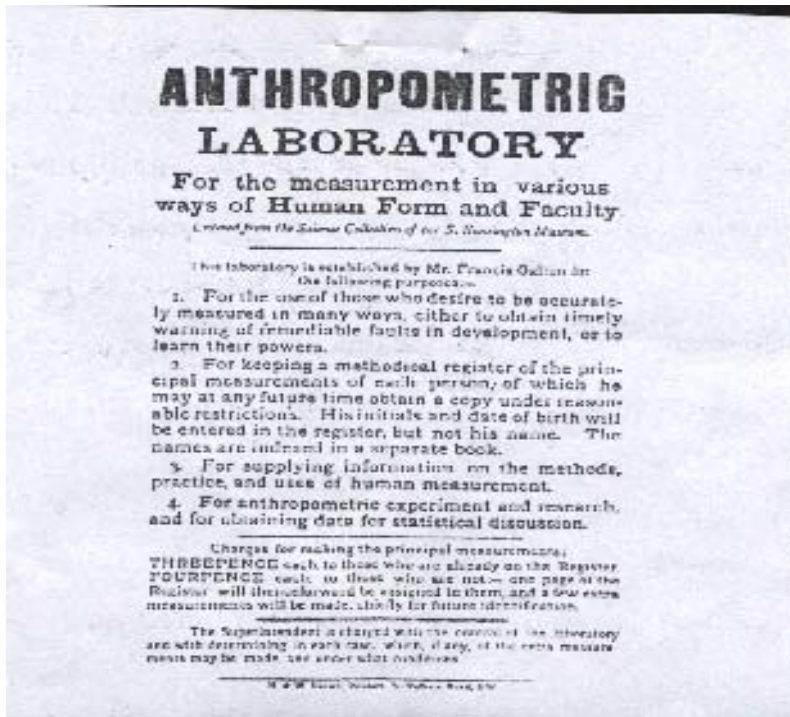 ANTHROPOMETRIC
LABORATORY
For the measurement in various
ways of Human Form and Faculty.
Entered from the Science Collection of the S. Kensington Museum.
This laboratory is established by Mr. Francis Galton for
the following purposes:—
1. For the use of those who desire to be accurate-
ly measured in many ways, either to obtain timely
warning of remediable faults in development, or to
learn their powers.
2. For keeping a methodical register of the prin-
cipal measurements of each person, of which he
may at any future time obtain a copy under reason-
able restrictions. His initials and date of birth will
be entered in the register, but not his name. The
names are indexed in a separate book.
3. For supplying information on the methods,
practice, and uses of human measurement.
4. For anthropometric experiment and research,
and for obtaining data for statistical discussion.
Charges for making the principal measurements:
THREEPENCE each, to those who are already on the Register.
FOURPENCE each, to those who are not:— one page of the
Register will thenceforward be assigned to them, and a few extra
measurements will be made, chiefly for future identification.
The Superintendent is charged with the control of the laboratory
and with determining in each case, which, if any, of the extra measure-
ments may be made, and under what conditions.